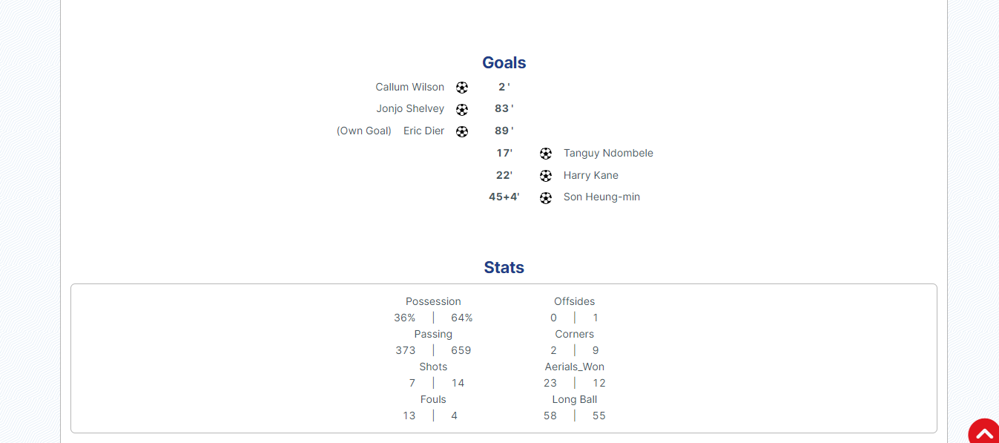 Goals
Callum Wilson 2 '
Jonjo Shelvey 83 '
(Own Goal) Eric Dier 89 '
17' Tanguy Ndombele
22' Harry Kane
45+4' Son Heung-min
Stats
Possession Offsides
36% | 64% 0 | 1
Passing Corners
373 | 659 2 | 9
Shots Aerials_Won
7 | 14 23 | 12
Fouls Long Ball
13 | 4 58 | 55